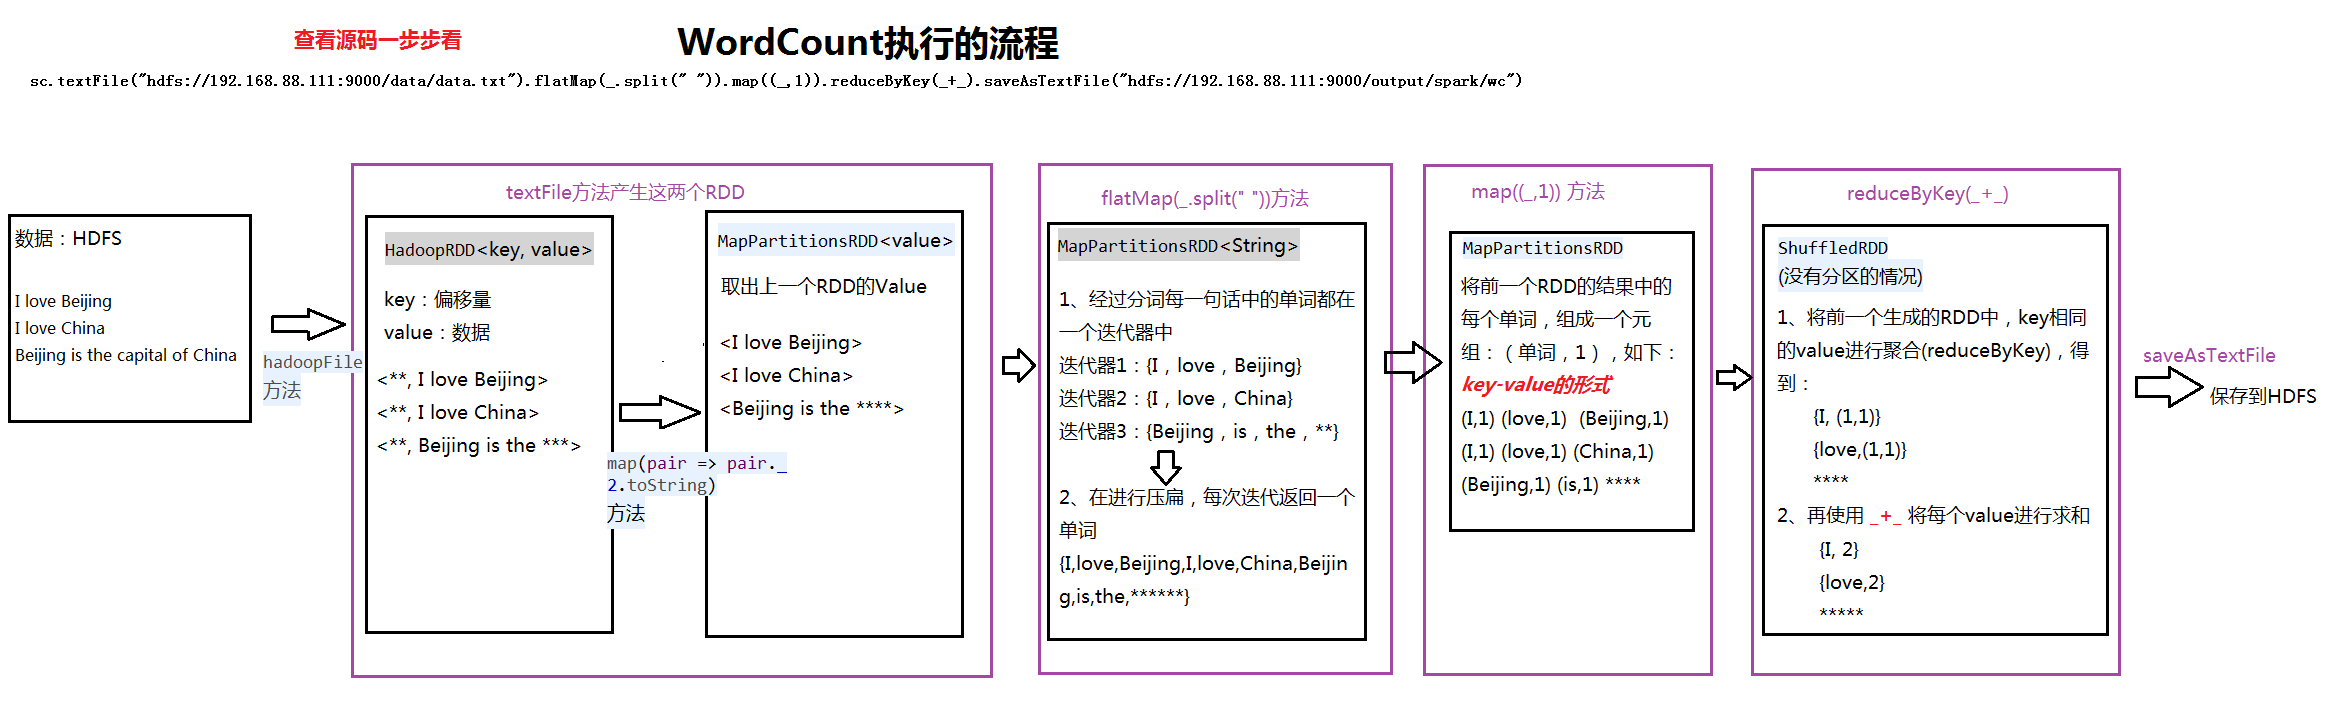 查看源码一步步看
WordCount执行的流程
sc.textFile("hdfs://192.168.88.111:9000/data/data.txt").flatMap(_.split(" ")).map((_,1)).reduceByKey(_+_).saveAsTextFile("hdfs://192.168.88.111:9000/output/spark/wc")
数据：HDFS
I love Beijing
I love China
Beijing is the capital of China
hadoopFile
方法
textFile方法产生这两个RDD
HadoopRDD<key, value>
key：偏移量
value：数据
<**, I love Beijing>
<**, I love China>
<**, Beijing is the ***>
map(pair => pair._
2.toString)
方法
MapPartitionsRDD<value>
取出上一个RDD的Value
<I love Beijing>
<I love China>
<Beijing is the ****>
flatMap(_.split(" "))方法
MapPartitionsRDD<String>
1、经过分词每一句话中的单词都在
一个迭代器中
迭代器1：{I，love，Beijing}
迭代器2：{I，love，China}
迭代器3：{Beijing，is，the，**}
2、在进行压扁，每次迭代返回一个
单词
{I,love,Beijing,I,love,China,Beijin
g,is,the,******}
map((_,1)) 方法
MapPartitionsRDD
将前一个RDD的结果中的
每个单词，组成一个元
组：（单词，1），如下：
key-value的形式
(I,1) (love,1)  (Beijing,1)
(I,1) (love,1) (China,1)
(Beijing,1) (is,1) ****
reduceByKey(_+_)
ShuffledRDD
(没有分区的情况)
1、将前一个生成的RDD中，key相同
的value进行聚合(reduceByKey)，得
到：
{I, (1,1)}
{love,(1,1)}
****
2、再使用 _+_ 将每个value进行求和
{I, 2}
{love,2}
*****
saveAsTextFile
保存到HDFS